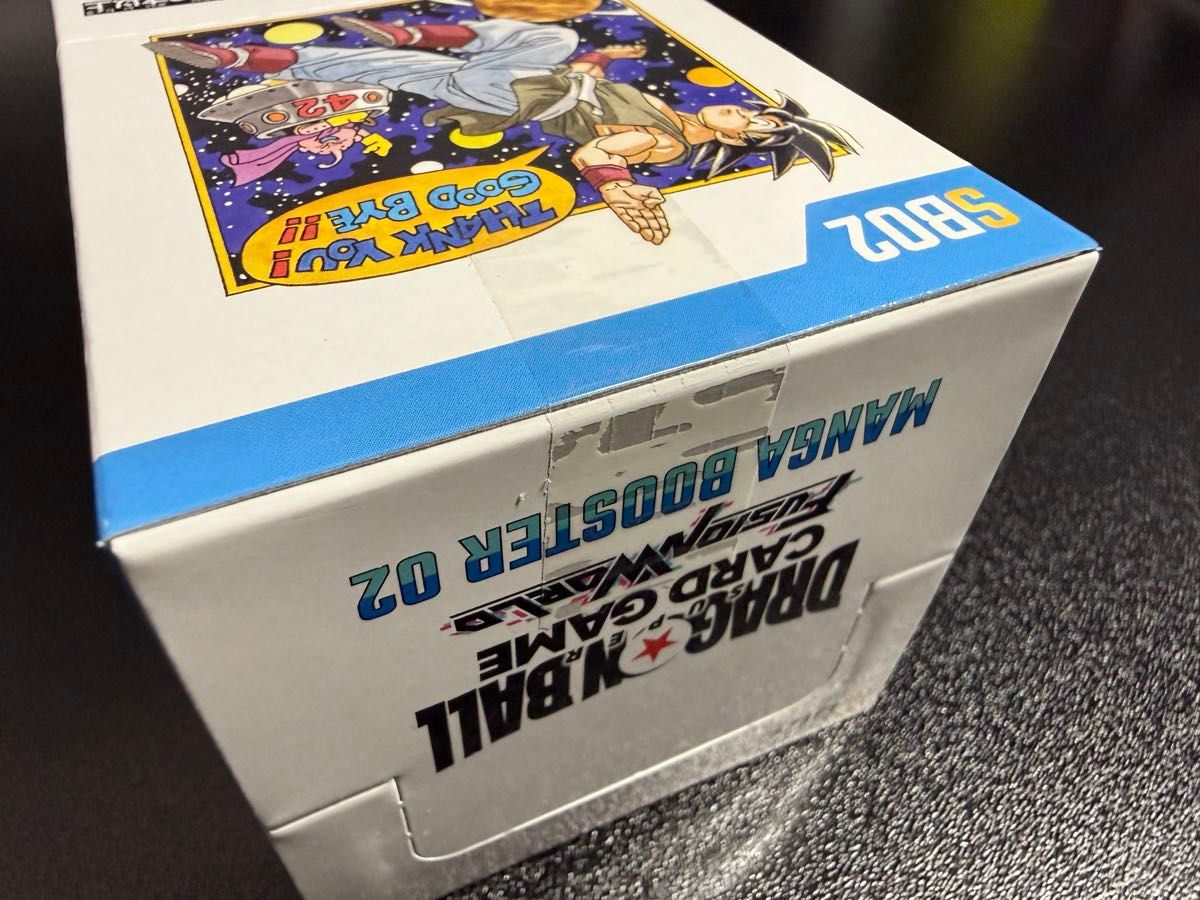 42
THANK YOU!
GOOD BYE!!
SB02
DRAGON BALL
SUPER
CARD GAME
FUSION WORLD
MANGA BOOSTER 02